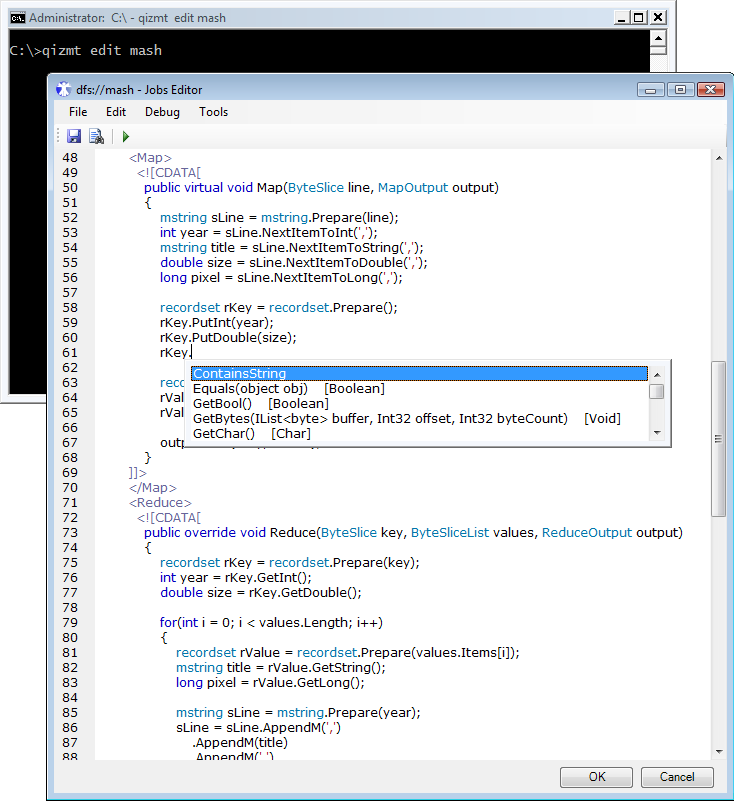 Administrator: C:\ - qizmt edit mash
C:\>qizmt edit mash
dfs://mash - Jobs Editor
File Edit Debug Tools
48 <Map>
49 <![CDATA[
50 public virtual void Map(ByteSlice line, MapOutput output)
51 {
52 mstring sLine = mstring.Prepare(line);
53 int year = sLine.NextItemToInt(',');
54 mstring title = sLine.NextItemToString(',');
55 double size = sLine.NextItemToDouble(',');
56 long pixel = sLine.NextItemToLong(',');
57
58 recordset rKey = recordset.Prepare();
59 rKey.PutInt(year);
60 rKey.PutDouble(size);
61 rKey.
ContainsString
62 Equals(object obj) [Boolean]
63 rec GetBool() [Boolean]
64 rVal GetBytes(IList<byte> buffer, Int32 offset, Int32 byteCount) [Void]
65 rVal GetChar() [Char]
66
67 outp
68 }
69 ]]>
70 </Map>
71 <Reduce>
72 <![CDATA[
73 public override void Reduce(ByteSlice key, ByteSliceList values, ReduceOutput output)
74 {
75 recordset rKey = recordset.Prepare(key);
76 int year = rKey.GetInt();
77 double size = rKey.GetDouble();
78
79 for(int i = 0; i < values.Length; i++)
80 {
81 recordset rValue = recordset.Prepare(values.Items[i]);
82 mstring title = rValue.GetString();
83 long pixel = rValue.GetLong();
84
85 mstring sLine = mstring.Prepare(year);
86 sLine = sLine.AppendM(',')
87 .AppendM(title)
88 .AppendM(',')
OK Cancel